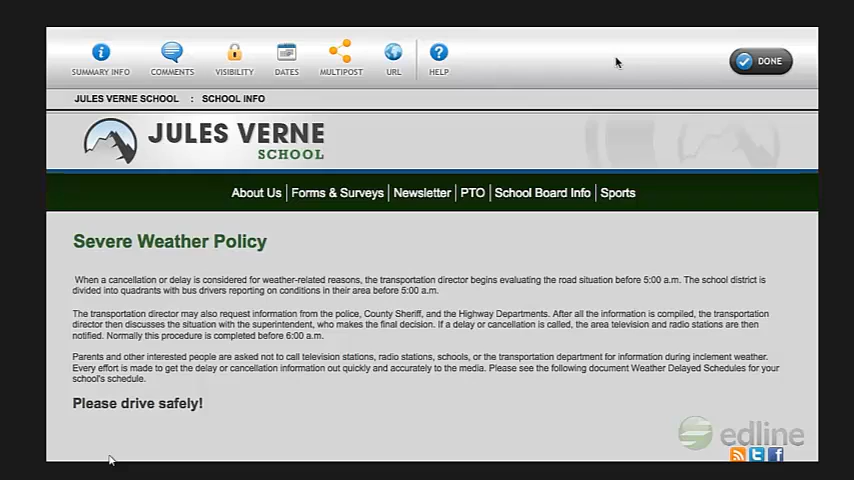 SUMMARY INFO COMMENTS VISIBILITY DATES MULTIPOST URL HELP DONE
JULES VERNE SCHOOL : SCHOOL INFO
JULES VERNE
SCHOOL
About Us Forms & Surveys Newsletter PTO School Board Info Sports
Severe Weather Policy
When a cancellation or delay is considered for weather-related reasons, the transportation director begins evaluating the road situation before 5:00 a.m. The school district is
divided into quadrants with bus drivers reporting on conditions in their area before 5:00 a.m.
The transportation director may also request information from the police, County Sheriff, and the Highway Departments. After all the information is compiled, the transportation
director then discusses the situation with the superintendent, who makes the final decision. If a delay or cancellation is called, the area television and radio stations are then
notified. Normally this procedure is completed before 6:00 a.m.
Parents and other interested people are asked not to call television stations, radio stations, schools, or the transportation department for information during inclement weather.
Every effort is made to get the delay or cancellation information out quickly and accurately to the media. Please see the following document Weather Delayed Schedules for your
school's schedule.
Please drive safely!
edline